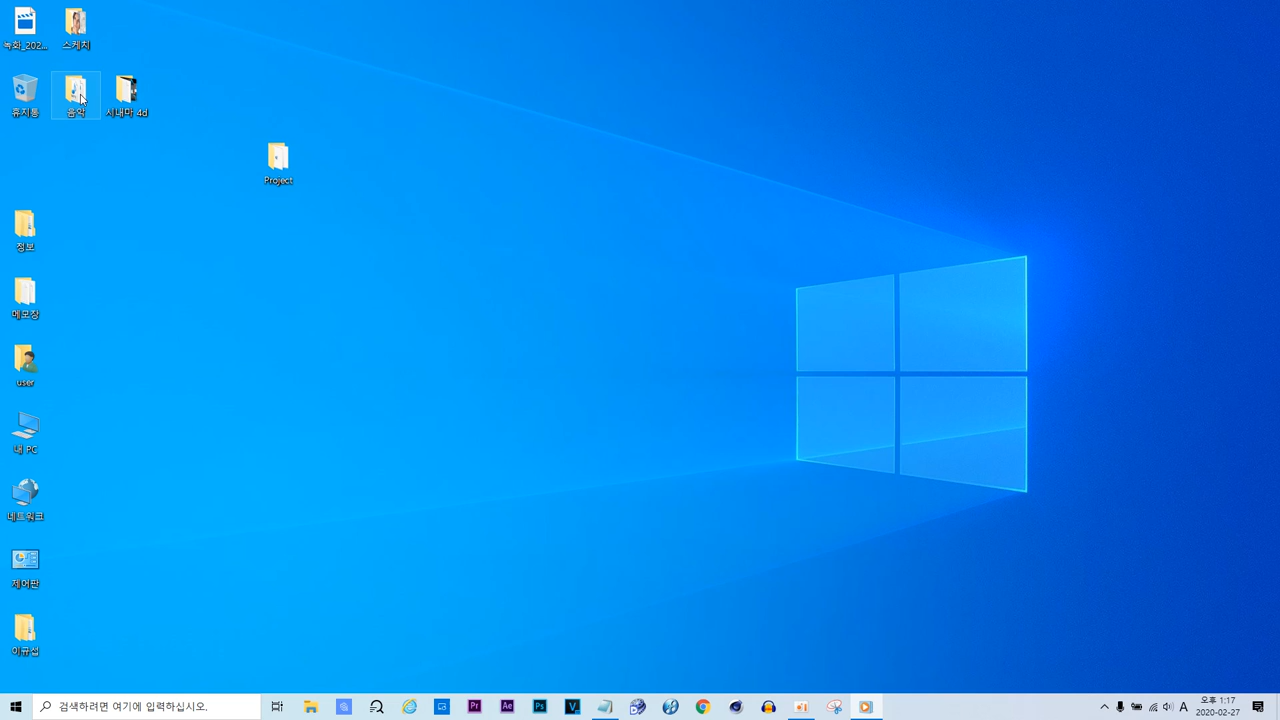 녹화_202...
스케치
휴지통
음악
시네마 4d
Project
정보
메모장
user
내 PC
네트워크
제어판
이규섭
검색하려면 여기에 입력하십시오.
Pr
Ae
Ps
V
A
오후 1:17
2020-02-27